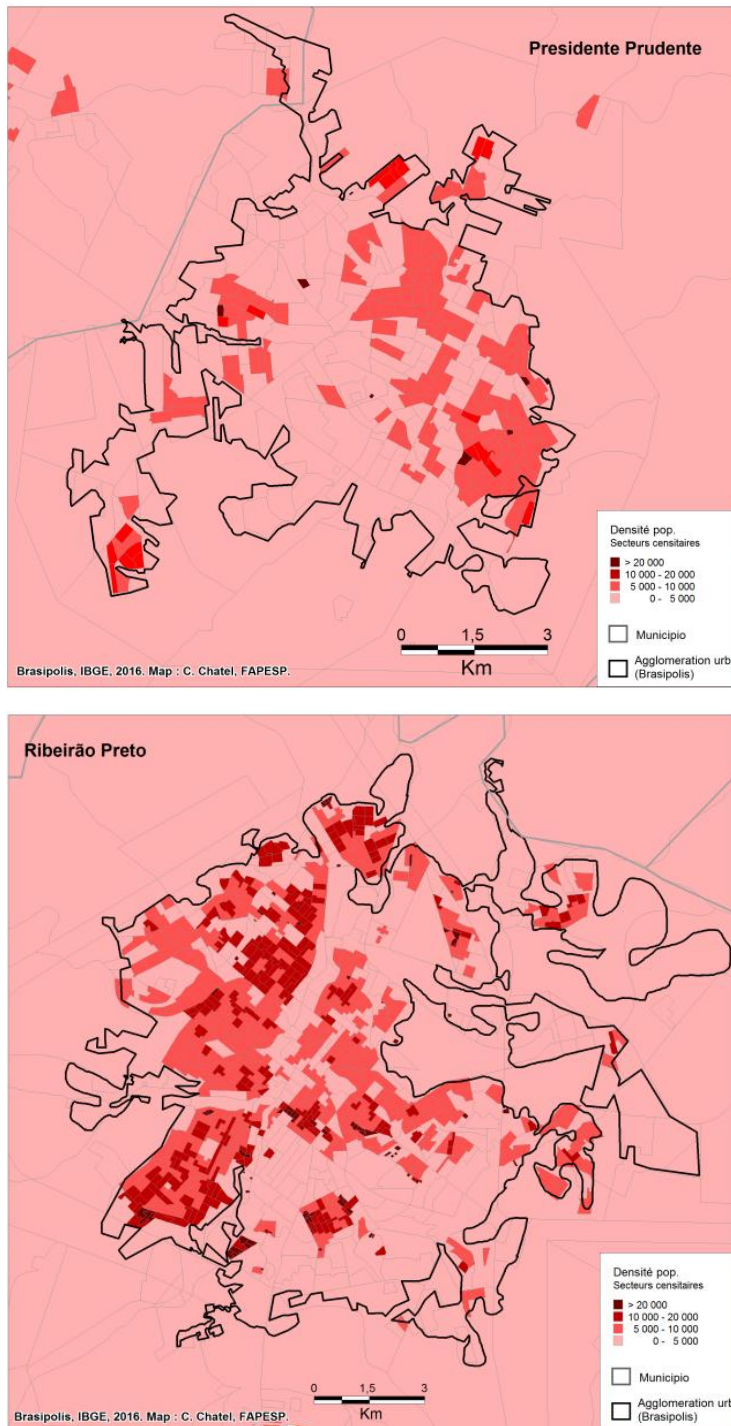 Presidente Prudente
Densité pop.
Secteurs censitaires
> 20 000
10 000 - 20 000
5 000 - 10 000
0 - 5 000
Municipio
Agglomeration urb
(Brasipolis)
0 1,5 3
Km
Brasipolis, IBGE, 2016. Map : C. Chatel, FAPESP.
Ribeirão Preto
Densité pop.
Secteurs censitaires
> 20 000
10 000 - 20 000
5 000 - 10 000
0 - 5 000
Municipio
Agglomeration urb
(Brasipolis)
0 1,5 3
Km
Brasipolis, IBGE, 2016. Map : C. Chatel, FAPESP.